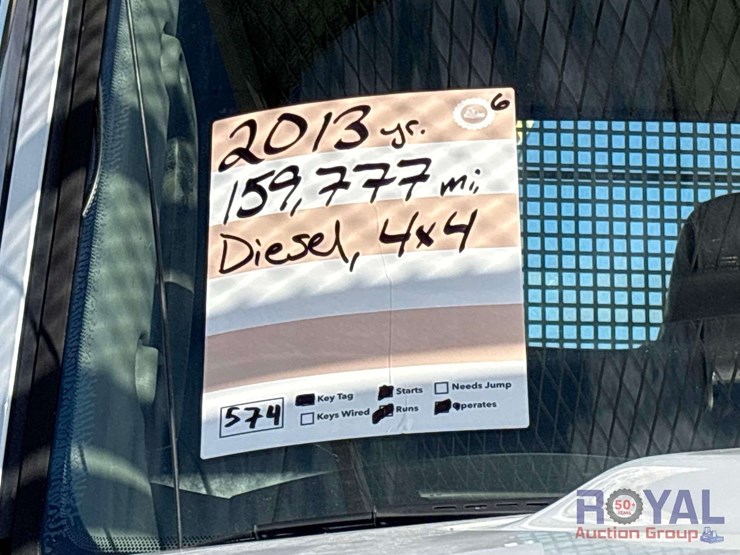 6
2013 yr.
159,777 mi,
Diesel, 4x4
574
Key Tag Starts Needs Jump
Keys Wired Runs Operates
ROYAL
50+
YEARS
Auction Group